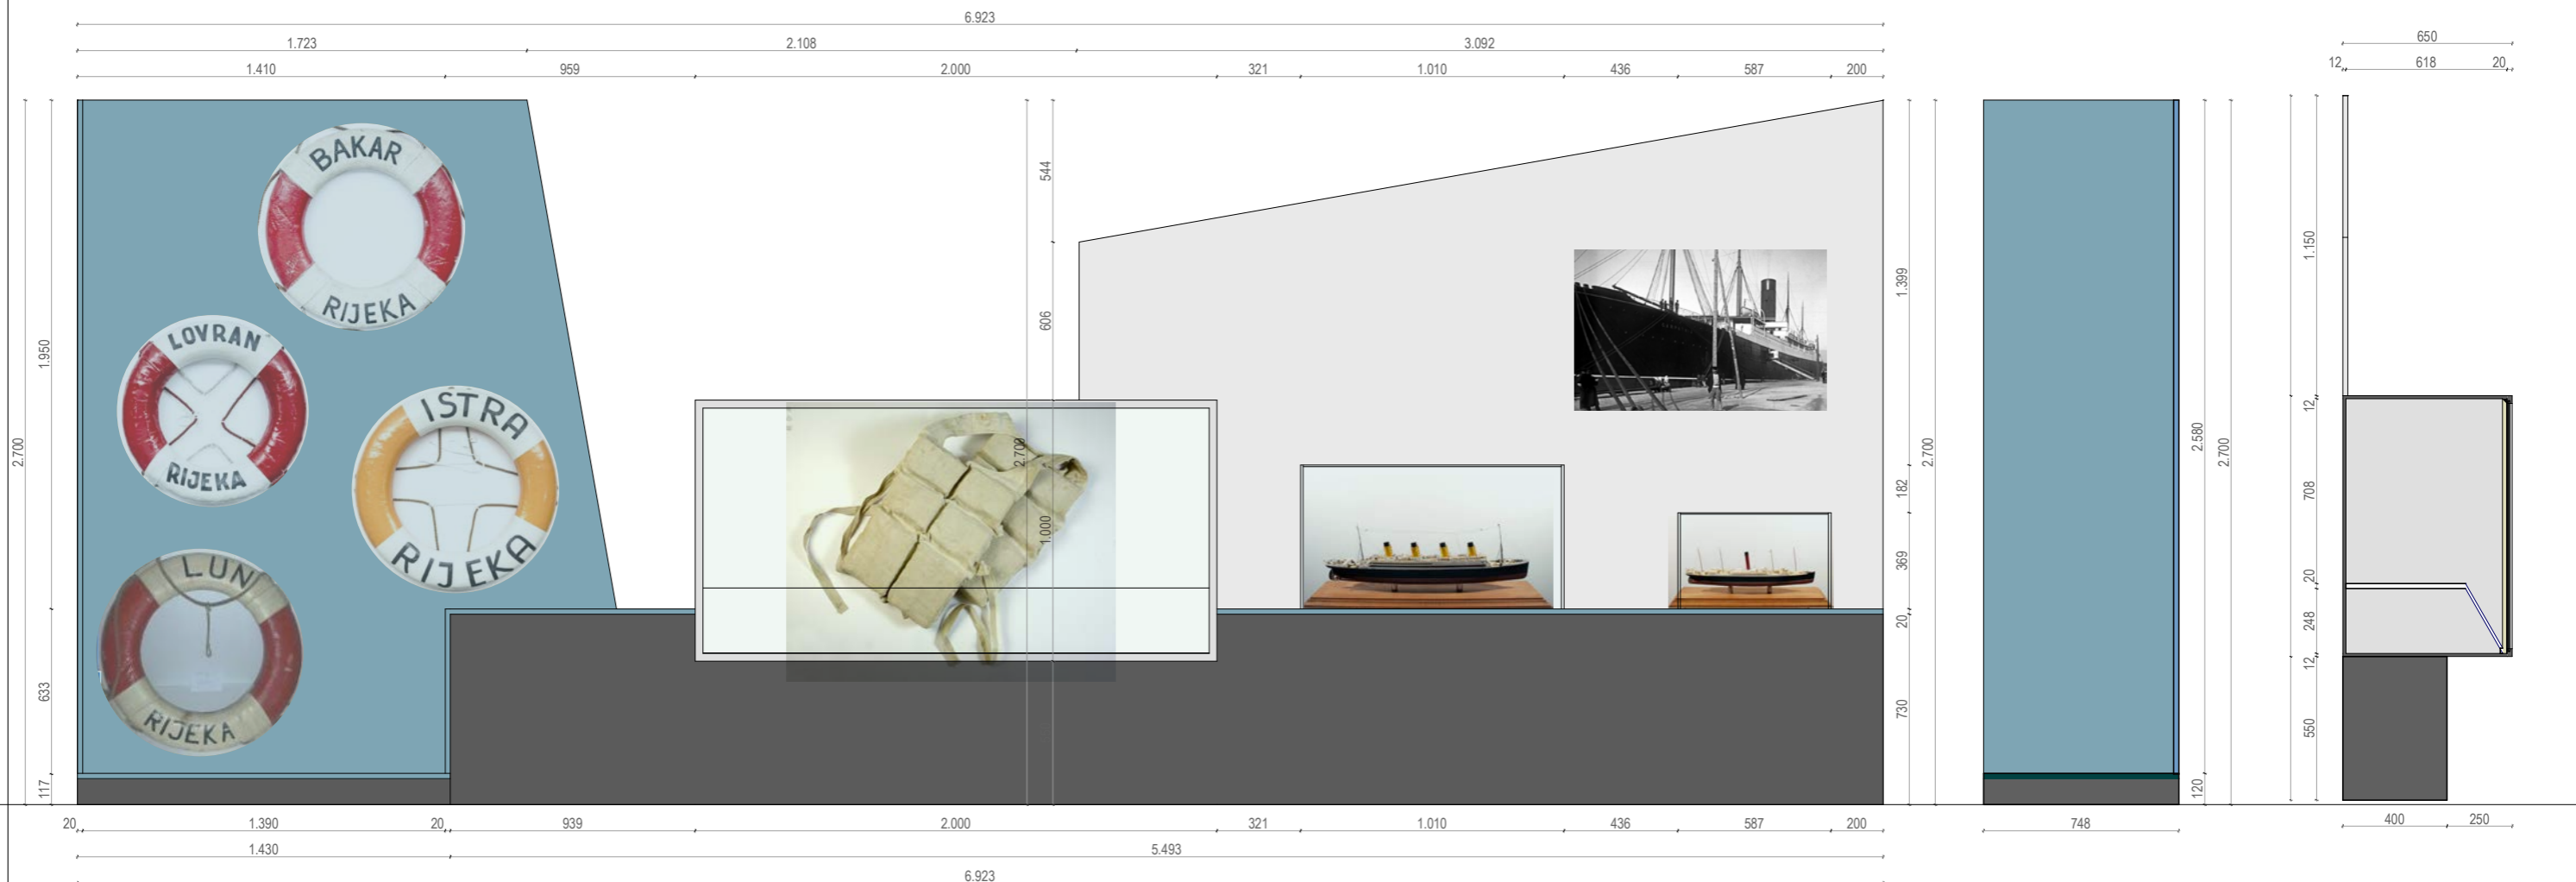 6.923
1.723 2.108 3.092
1.410 959 2.000 321 1.010 436 587 200
650
12 618 20
2.700
1.950
633
117
BAKAR
RIJEKA
LOVRAN
RIJEKA
ISTRA
RIJEKA
LUN
RIJEKA
544
606
2.700
1.000
1.399
182
369
20
730
2.700
2.580
120
2.700
1.150
12
708
20
248
12
550
20 1.390 20 939 2.000 321 1.010 436 587 200
748
400 250
1.430 5.493
6.923